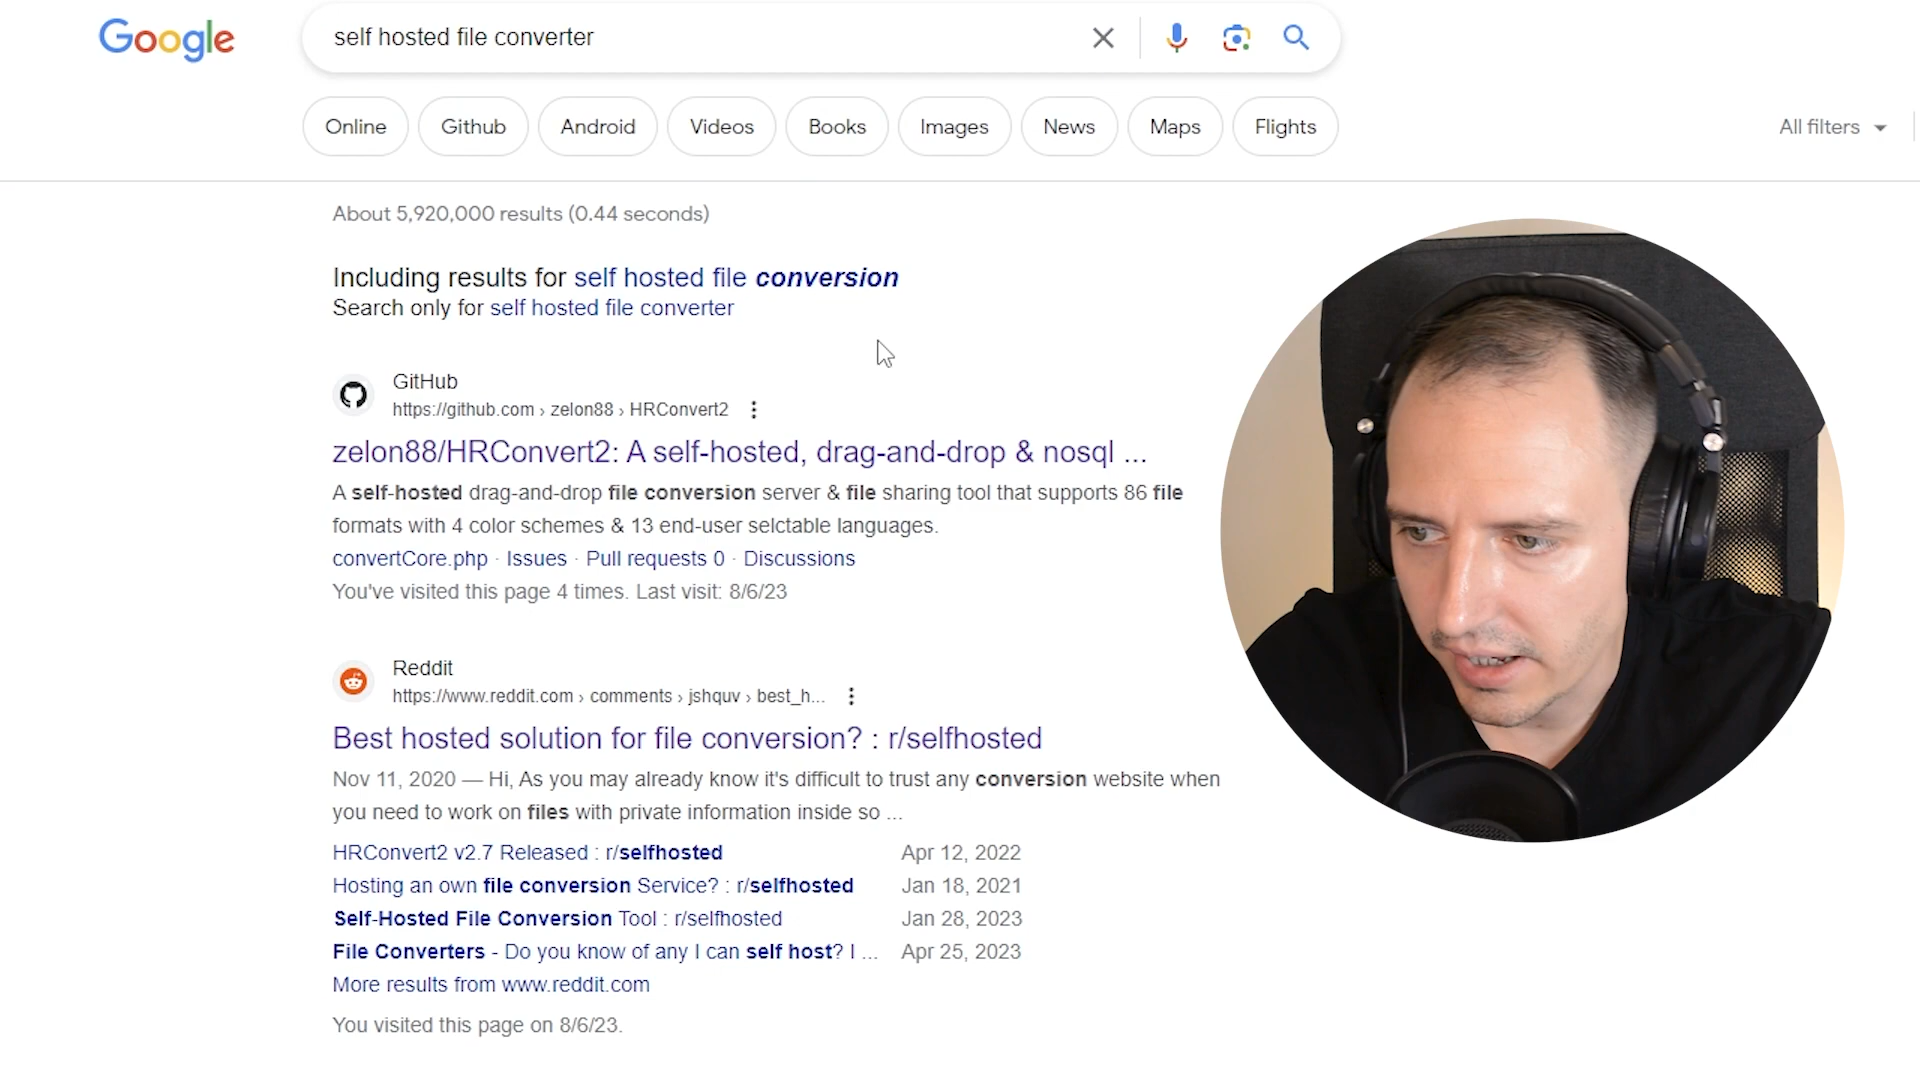 Google
self hosted file converter
Online
Github
Android
Videos
Books
Images
News
Maps
Flights
All filters
About 5,920,000 results (0.44 seconds)
Including results for self hosted file conversion
Search only for self hosted file converter
GitHub
https://github.com › zelon88 › HRConvert2
zelon88/HRConvert2: A self-hosted, drag-and-drop & nosql ...
A self-hosted drag-and-drop file conversion server & file sharing tool that supports 86 file
formats with 4 color schemes & 13 end-user selctable languages.
convertCore.php · Issues · Pull requests 0 · Discussions
You've visited this page 4 times. Last visit: 8/6/23
Reddit
https://www.reddit.com › comments › jshquv › best_h...
Best hosted solution for file conversion? : r/selfhosted
Nov 11, 2020 — Hi, As you may already know it's difficult to trust any conversion website when
you need to work on files with private information inside so ...
HRConvert2 v2.7 Released : r/selfhosted Apr 12, 2022
Hosting an own file conversion Service? : r/selfhosted Jan 18, 2021
Self-Hosted File Conversion Tool : r/selfhosted Jan 28, 2023
File Converters - Do you know of any I can self host? I ... Apr 25, 2023
More results from www.reddit.com
You visited this page on 8/6/23.